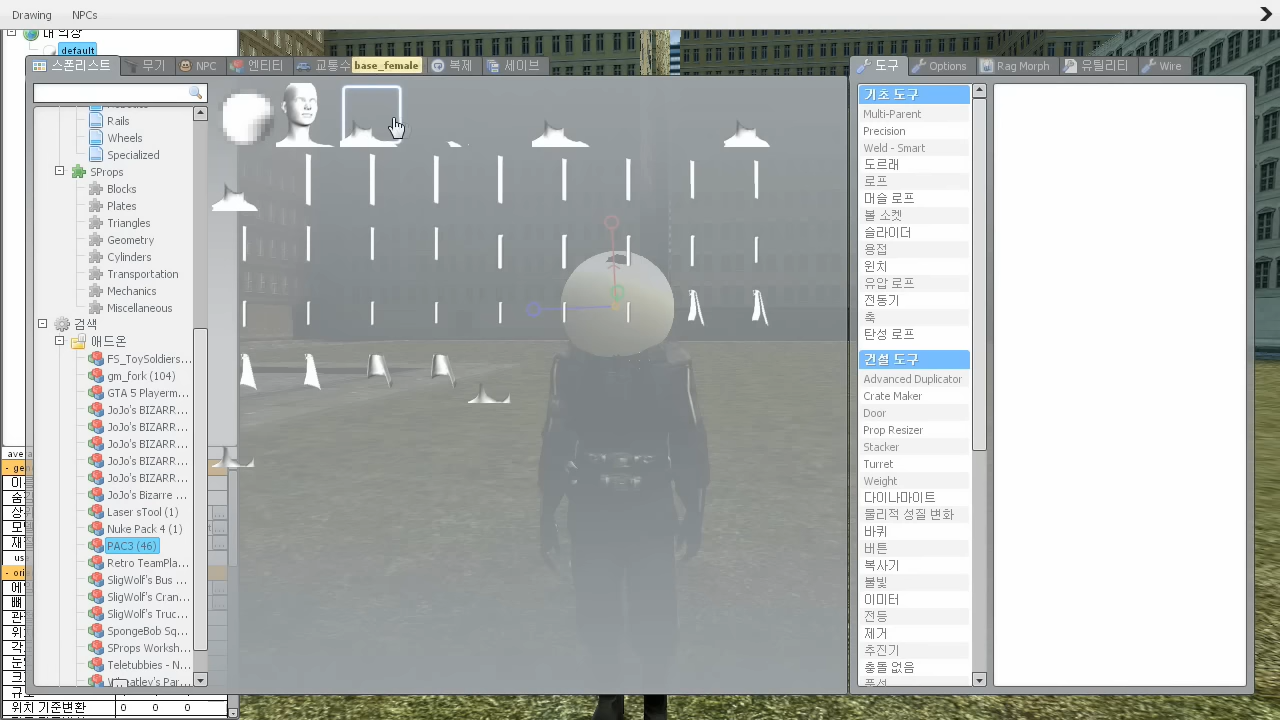 Drawing NPCs
내 의상
default
스폰리스트 무기 NPC 엔티티 교통수 base_female 복제 세이브
도구 Options Rag Morph 유틸리티 Wire
Rails
Wheels
Specialized
SProps
Blocks
Plates
Triangles
Geometry
Cylinders
Transportation
Mechanics
Miscellaneous
검색
애드온
FS_ToySoldiers...
gm_fork (104)
GTA 5 Playerm...
JoJo's BIZARR...
JoJo's BIZARR...
JoJo's BIZARR...
JoJo's BIZARR...
JoJo's BIZARR...
JoJo's Bizarre ...
Laser sTool (1)
Nuke Pack 4 (1)
PAC3 (46)
Retro TeamPla...
SligWolf's Bus ...
SligWolf's Cran...
SligWolf's Truc...
SpongeBob Sq...
SProps Worksh...
Teletubbies - N...
Wheatley's Par...
위치 기준변환 0 0 0
기초 도구
Multi-Parent
Precision
Weld - Smart
도르래
로프
머슬 로프
볼 소켓
슬라이더
용접
윈치
유압 로프
전동기
축
탄성 로프
건설 도구
Advanced Duplicator
Crate Maker
Door
Prop Resizer
Stacker
Turret
Weight
다이나마이트
물리적 성질 변화
바퀴
버튼
복사기
불빛
이미터
전등
제거
추진기
충돌 없음
풍선